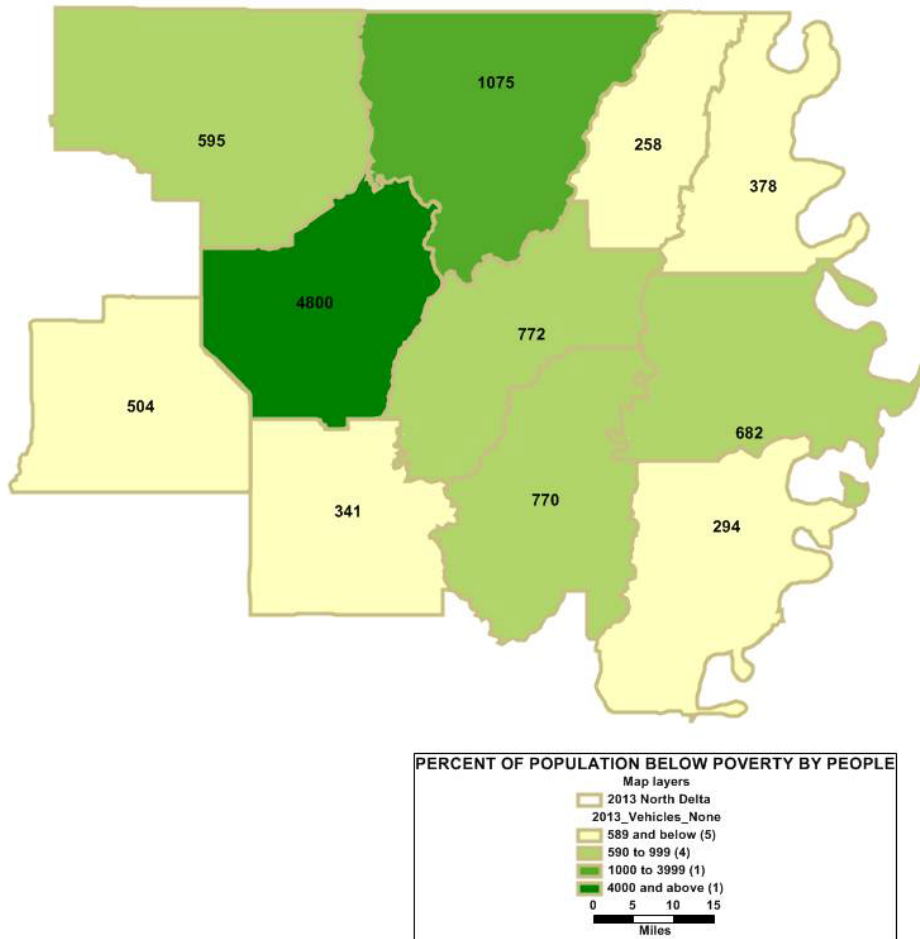 1075
595
258
378
4800
772
504
682
341
770
294
PERCENT OF POPULATION BELOW POVERTY BY PEOPLE
Map layers
2013 North Delta
2013_Vehicles_None
589 and below (5)
590 to 999 (4)
1000 to 3999 (1)
4000 and above (1)
0 5 10 15
Miles